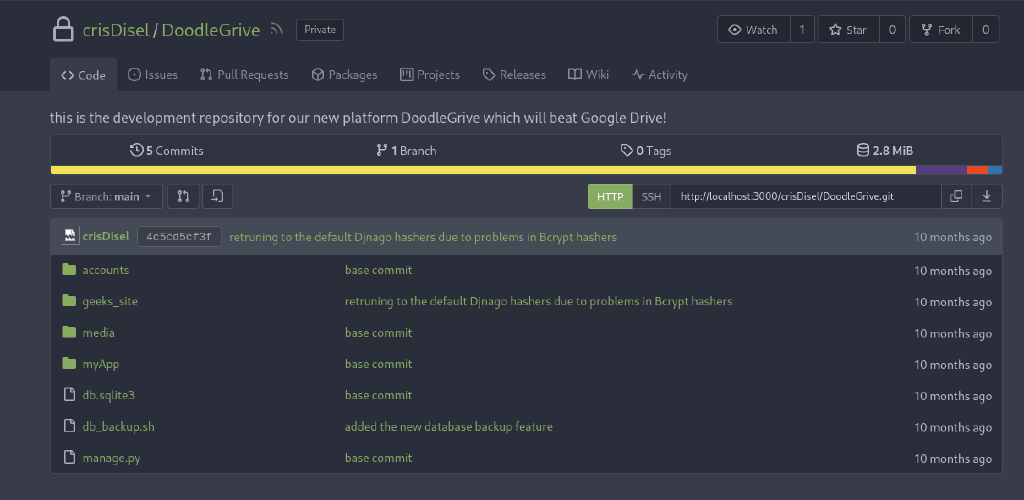 crisDisel / DoodleGrive Private Watch 1 Star 0 Fork 0
Code Issues Pull Requests Packages Projects Releases Wiki Activity
this is the development repository for our new platform DoodleGrive which will beat Google Drive!
5 Commits 1 Branch 0 Tags 2.8 MiB
Branch: main HTTP SSH http://localhost:3000/crisDisel/DoodleGrive.git
crisDisel 4c5cd5cf3f retruning to the default Djnago hashers due to problems in Bcrypt hashers 10 months ago
accounts base commit 10 months ago
geeks_site retruning to the default Djnago hashers due to problems in Bcrypt hashers 10 months ago
media base commit 10 months ago
myApp base commit 10 months ago
db.sqlite3 base commit 10 months ago
db_backup.sh added the new database backup feature 10 months ago
manage.py base commit 10 months ago